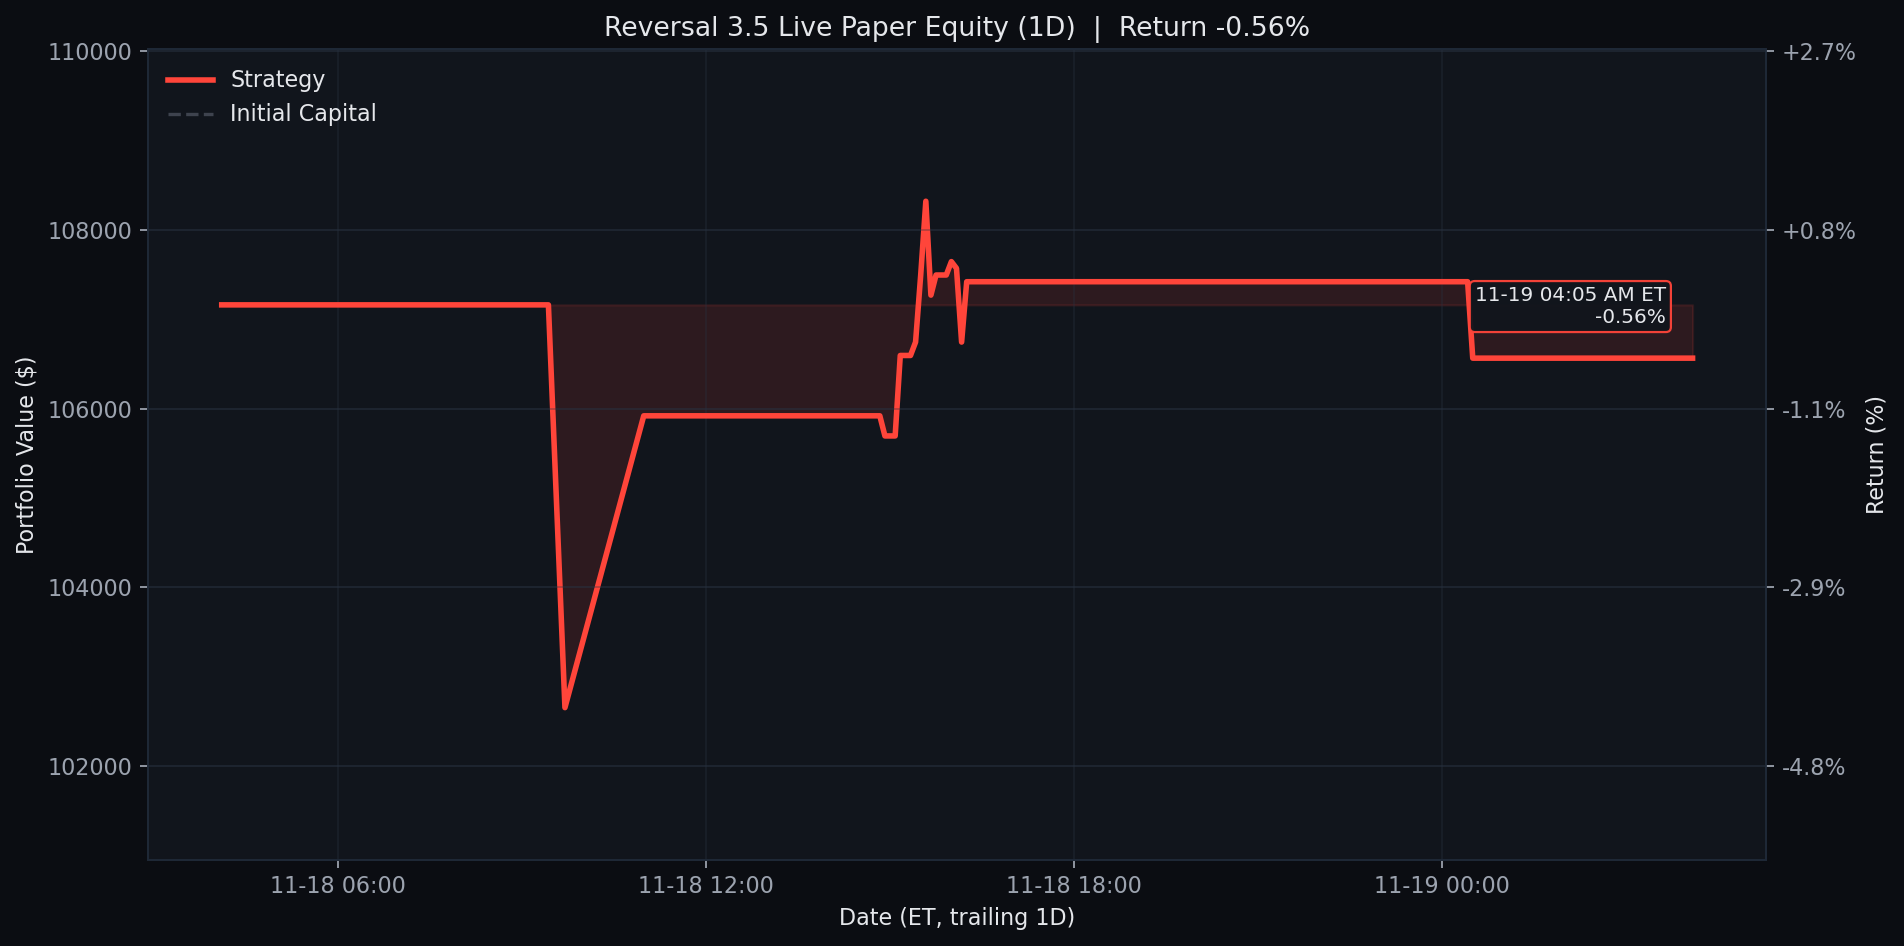 Reversal 3.5 Live Paper Equity (1D) | Return -0.56%
Strategy
Initial Capital
110000
108000
106000
104000
102000
Portfolio Value ($)
+2.7%
+0.8%
-1.1%
-2.9%
-4.8%
Return (%)
11-19 04:05 AM ET
-0.56%
11-18 06:00
11-18 12:00
11-18 18:00
11-19 00:00
Date (ET, trailing 1D)